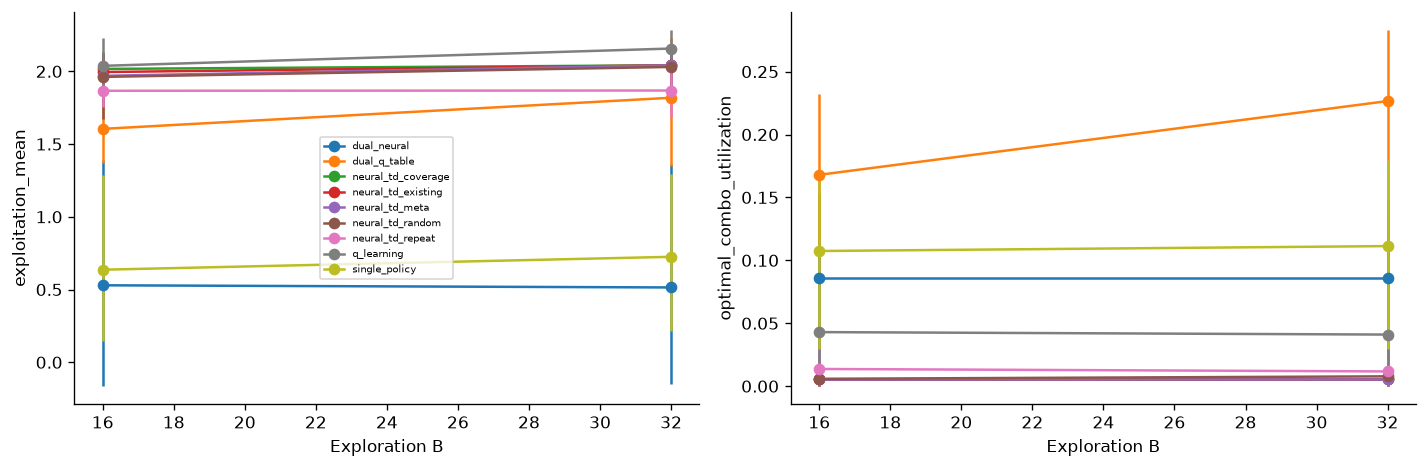 exploitation_mean
2.0
1.5
1.0
0.5
0.0
dual_neural
dual_q_table
neural_td_coverage
neural_td_existing
neural_td_meta
neural_td_random
neural_td_repeat
q_learning
single_policy
16 18 20 22 24 26 28 30 32
Exploration B
optimal_combo_utilization
0.25
0.20
0.15
0.10
0.05
0.00
16 18 20 22 24 26 28 30 32
Exploration B